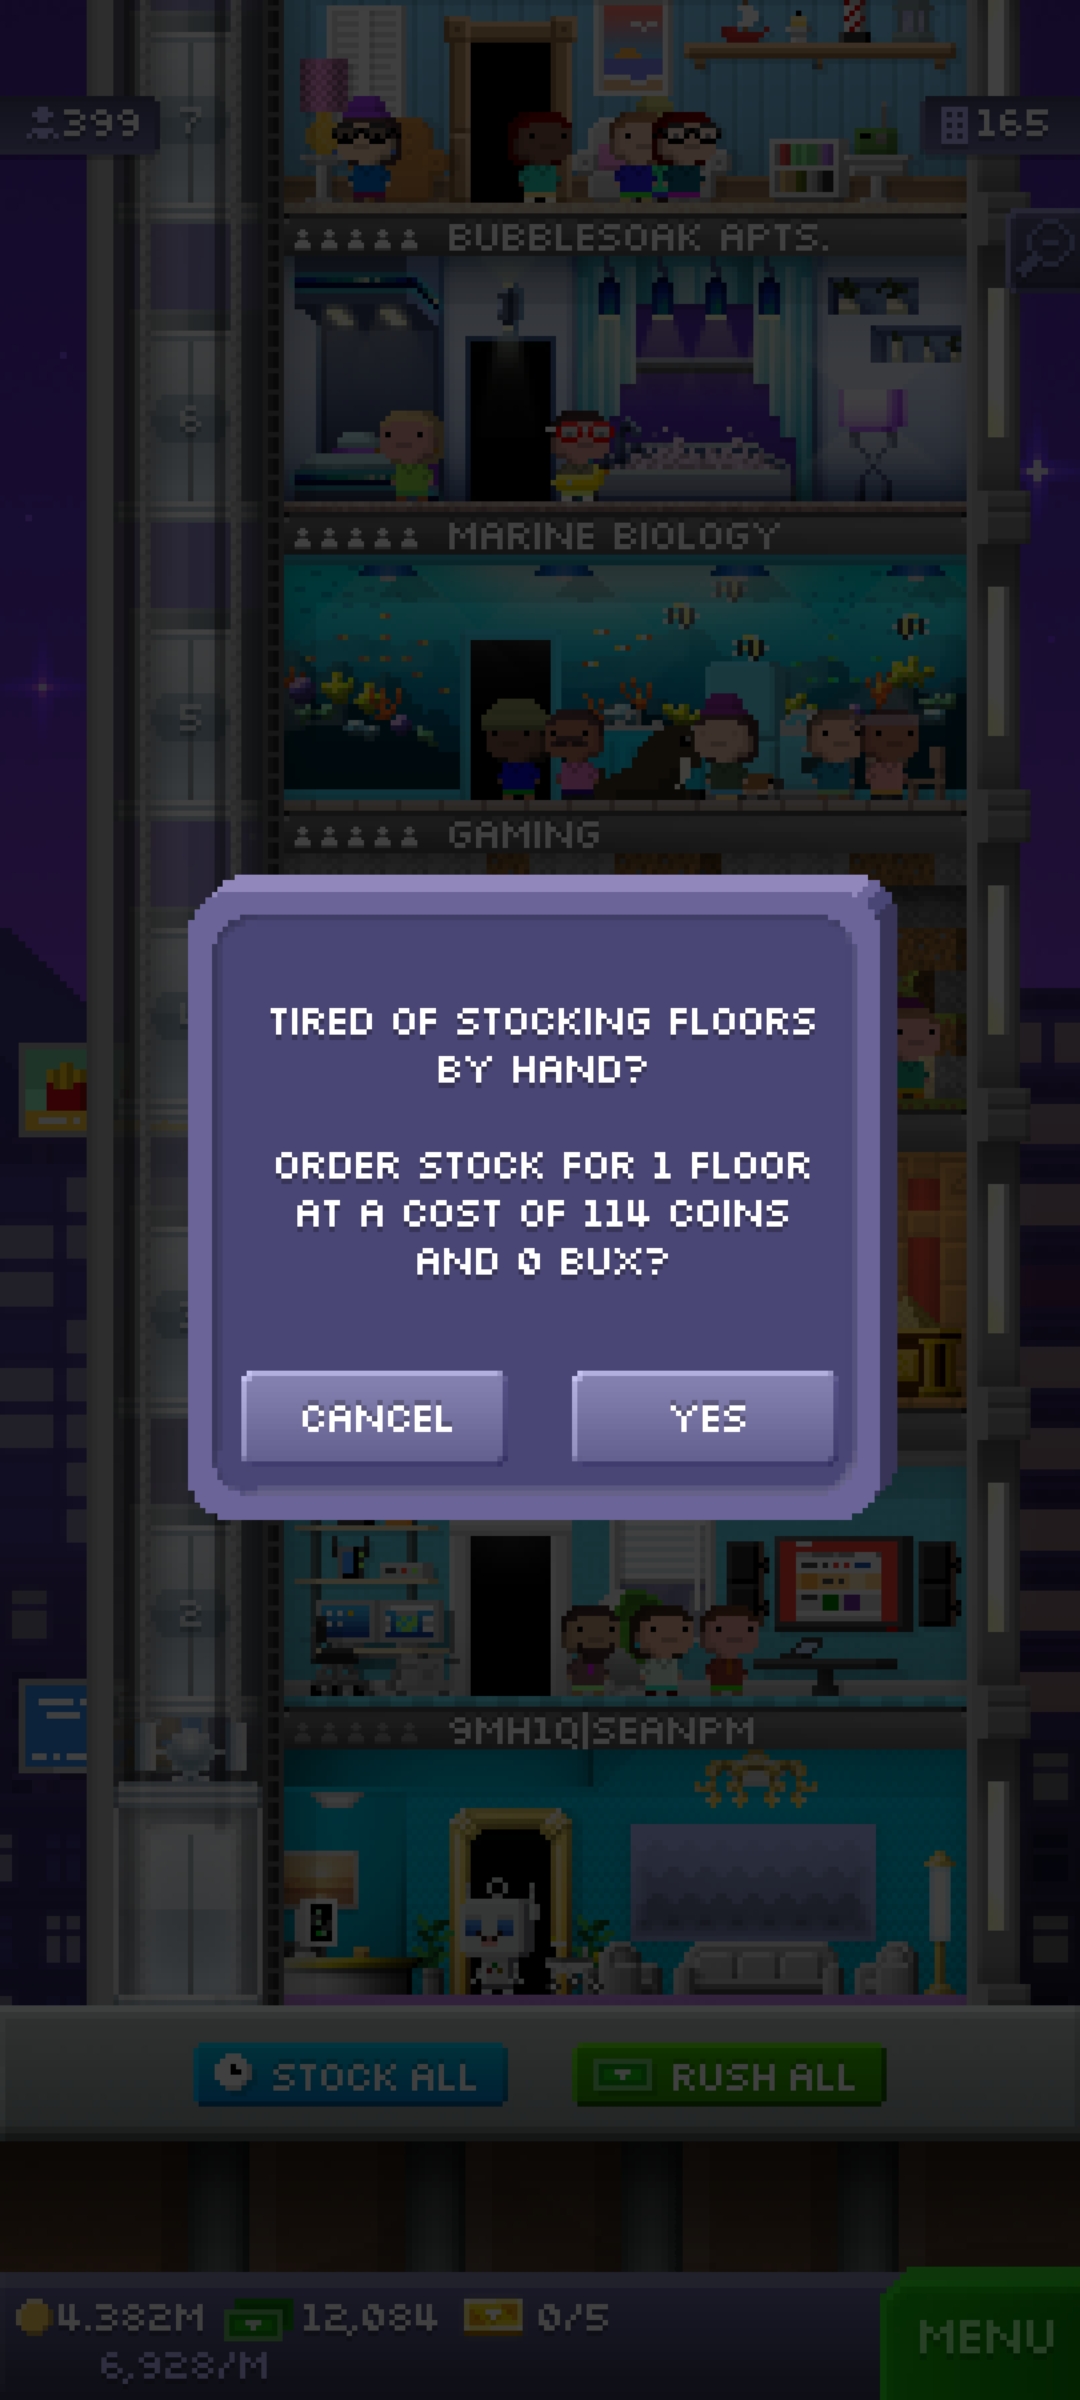 399
7
165
BUBBLESOAK APTS.
6
MARINE BIOLOGY
5
GAMING
TIRED OF STOCKING FLOORS
BY HAND?
ORDER STOCK FOR 1 FLOOR
AT A COST OF 114 COINS
AND 0 BUX?
CANCEL
YES
2
9MH1Q|SEANPM
STOCK ALL
RUSH ALL
4.382M
12,084
0/5
6,928/M
MENU